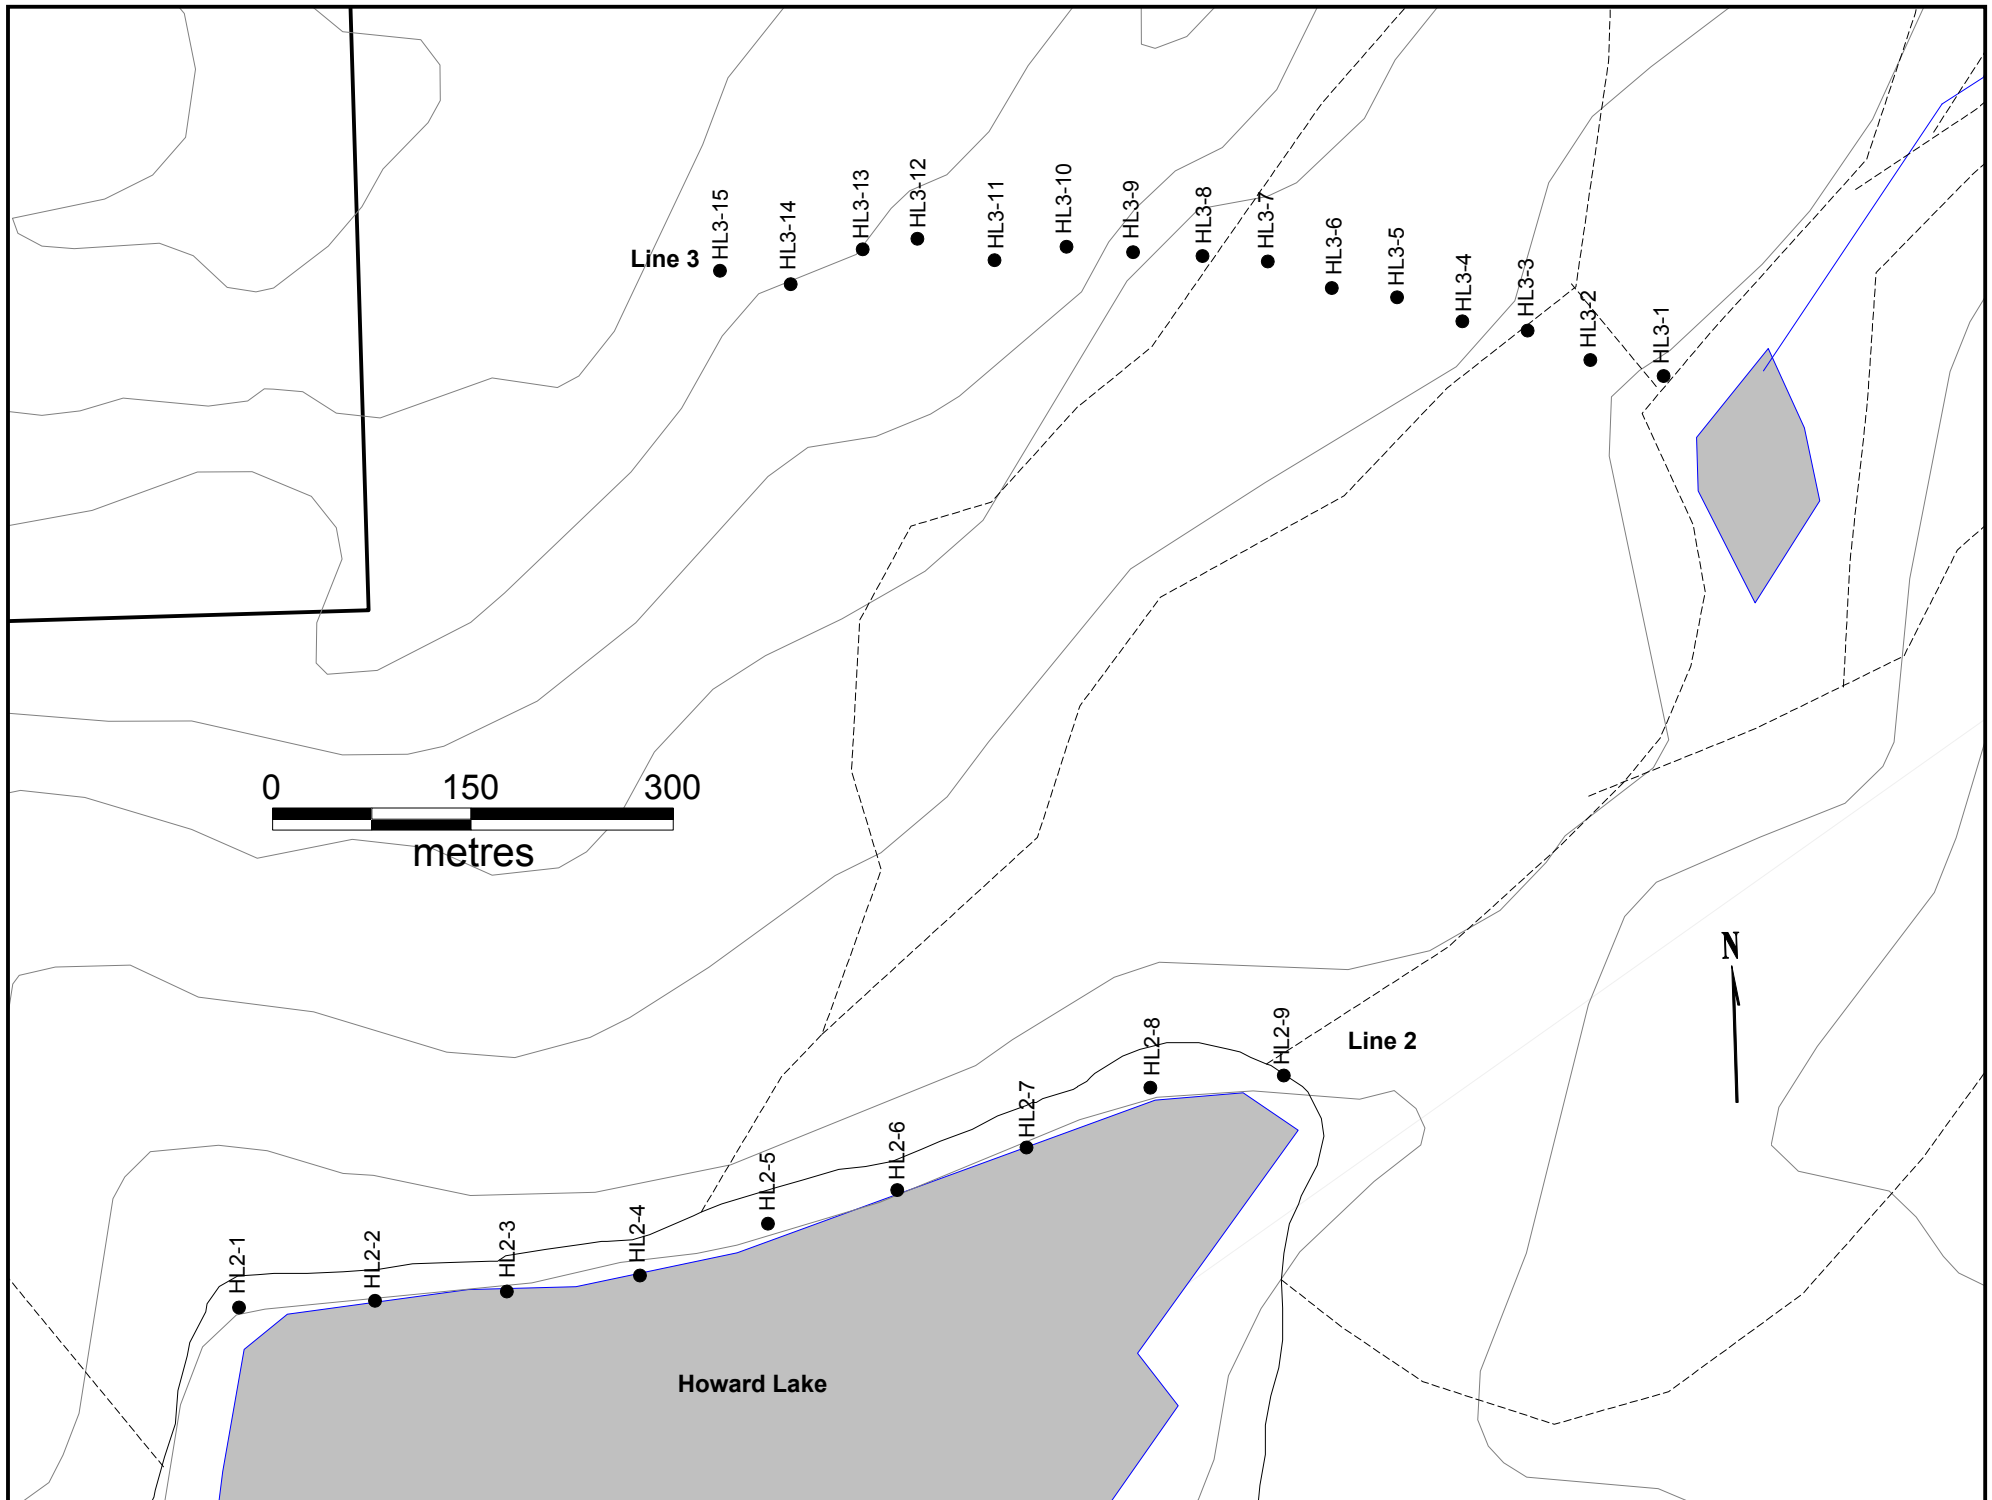 HL3-15
HL3-14
HL3-13
HL3-12
HL3-11
HL3-10
HL3-9
HL3-8
HL3-7
HL3-6
HL3-5
HL3-4
HL3-3
HL3-2
HL3-1
Line 3
0 150 300
metres
N
Line 2
HL2-1
HL2-2
HL2-3
HL2-4
HL2-5
HL2-6
HL2-7
HL2-8
HL2-9
Howard Lake